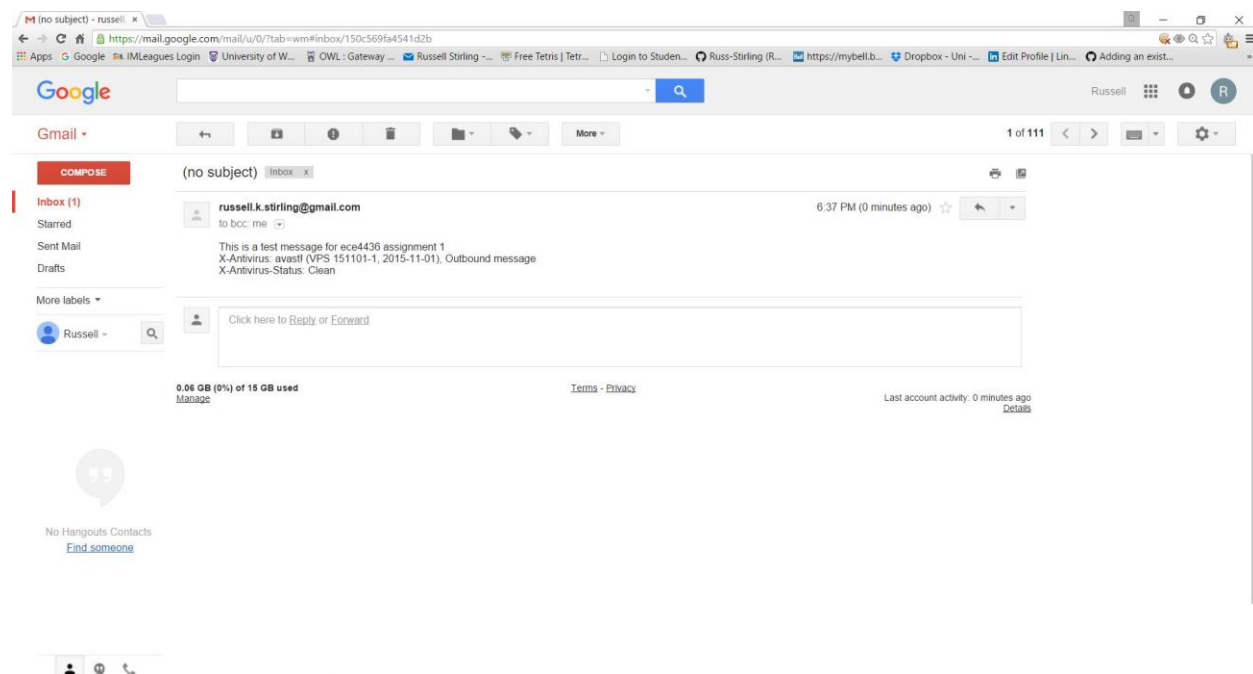 (no subject) - russell
https://mail.google.com/mail/u/0/?tab=wm#inbox/150c569fa4541d2b
Apps Google IMLeagues Login University of W... OWL : Gateway ... Russell Stirling -... Free Tetris | Tetr... Login to Studen... Russ-Stirling (R... https://mybell.b... Dropbox - Uni -... Edit Profile | Lin... Adding an exist...
Google Russell R
Gmail More 1 of 111
COMPOSE (no subject) Inbox x
Inbox (1) russell.k.stirling@gmail.com 6:37 PM (0 minutes ago)
Starred to bcc: me
Sent Mail This is a test message for ece4436 assignment 1
X-Antivirus: avast! (VPS 151101-1, 2015-11-01), Outbound message
Drafts X-Antivirus-Status: Clean
More labels
Click here to Reply or Forward
Russell
0.06 GB (0%) of 15 GB used Terms - Privacy
Manage Last account activity: 0 minutes ago
Details
No Hangouts Contacts
Find someone